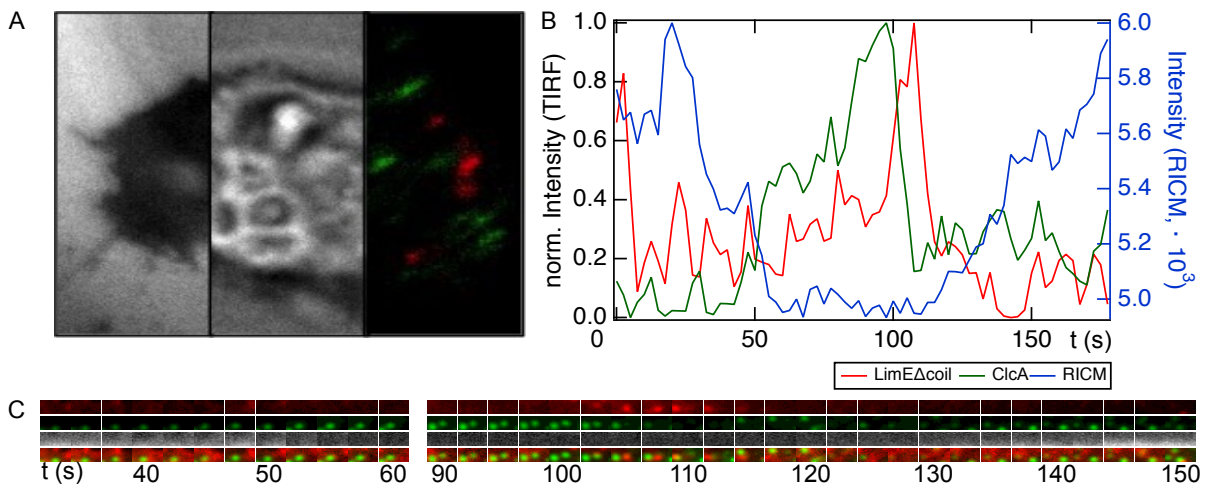 A
B
norm. Intensity (TIRF)
1.0
0.8
0.6
0.4
0.2
0.0
0
50
100
150
t (s)
6.0
5.8
5.6
5.4
5.2
5.0
Intensity (RICM, · 10³)
LimEΔcoil ClcA RICM
C
t (s) 40 50 60 90 100 110 120 130 140 150